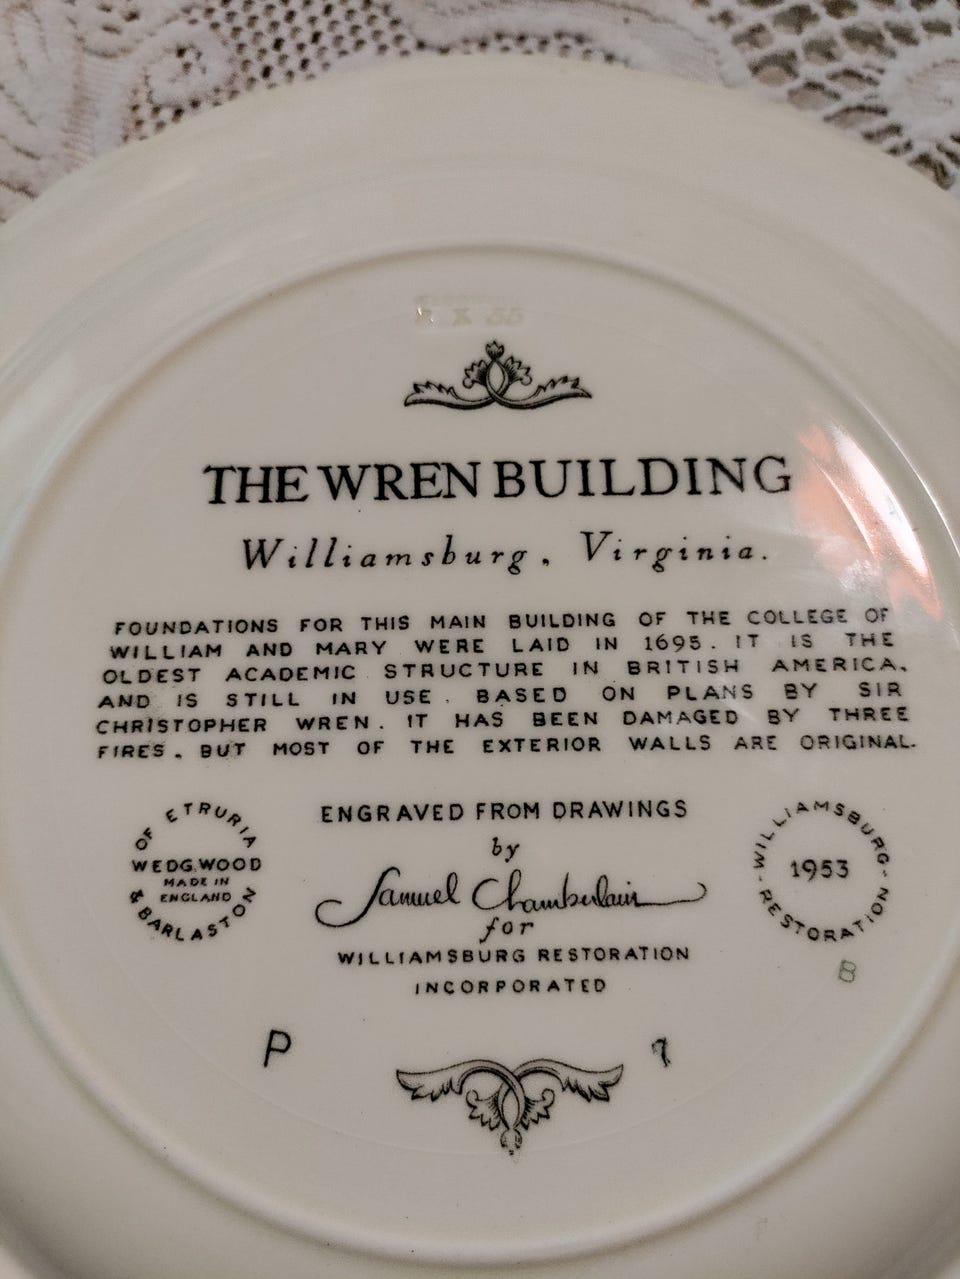 X 55
THE WREN BUILDING
Williamsburg, Virginia.
FOUNDATIONS FOR THIS MAIN BUILDING OF THE COLLEGE OF
WILLIAM AND MARY WERE LAID IN 1695. IT IS THE
OLDEST ACADEMIC STRUCTURE IN BRITISH AMERICA,
AND IS STILL IN USE. BASED ON PLANS BY SIR
CHRISTOPHER WREN. IT HAS BEEN DAMAGED BY THREE
FIRES. BUT MOST OF THE EXTERIOR WALLS ARE ORIGINAL.
OF ETRURIA
WEDGWOOD
MADE IN
ENGLAND
& BARLASTON
ENGRAVED FROM DRAWINGS
by
Samuel Chamberlain
for
WILLIAMSBURG RESTORATION
INCORPORATED
-WILLIAMSBURG-
1953
RESTORATION
B
P
7